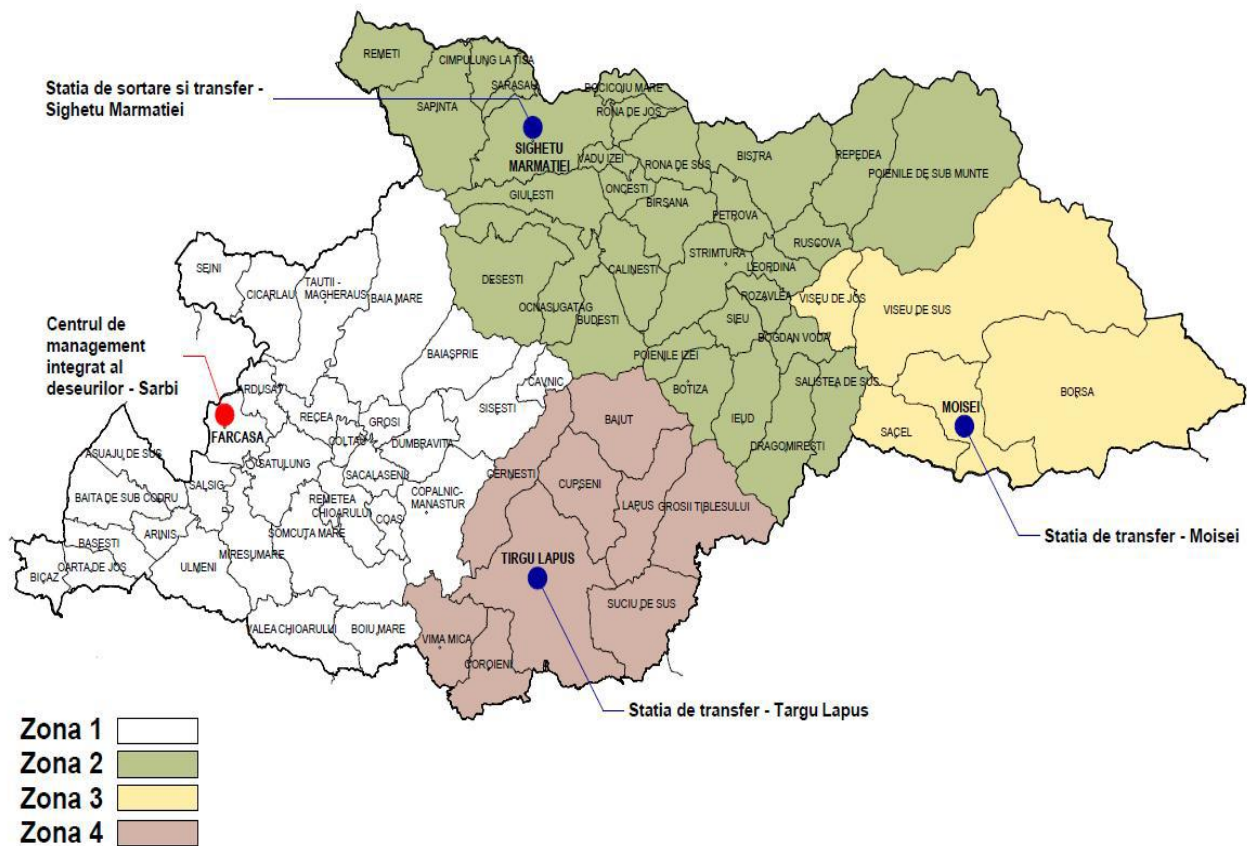 REMETI
CIMPULUNG LA TISA
SARASAU
BOCICOIU MARE
Statia de sortare si transfer -
Sighetu Marmatiei
SAPINTA
RONA DE JOS
SIGHETU
MARMAȚIEI
VADU IZEI
RONA DE SUS
BISTRA
REPEDEA
POIENILE DE SUB MUNTE
GIULESTI
ONCESTI
BIRSANA
PETROVA
RUSCOVA
STRIMTURA
LEORDINA
SEINI
CICARLAU
TAUTII -
MAGHERAUS
BAIA MARE
DESESTI
OCNASUGATAG
CALINESTI
BUDESTI
ROZAVLEA
VISEU DE JOS
VISEU DE SUS
SIEU
BOGDAN VODA
Centrul de
management
integrat al
deseurilor - Sarbi
BAIASPRIE
CAVNIC
POIENILE IZEI
BOTIZA
SALISTEA DE SUS
BORSA
ARDUSAT
FARCASA
RECEA
GROSI
SISESTI
BAIUT
IEUD
DRAGOMIRESTI
MOISEI
SACEL
COLTAU
DUMBRAVITA
ASUAJU DE SUS
SATULUNG
SACALASENI
CERNESTI
CUPSENI
BAITA DE SUB CODRU
SALSIG
REMETEA
CHIOARULUI
COPALNIC-
MANASTUR
LAPUS
GROSII TIBLESULUI
ARINIS
SOMCUTA MARE
COAS
Statia de transfer - Moisei
BASESTI
OARTA DE JOS
BICAZ
ULMENI
MIRESUMARE
TIRGU LAPUS
SUCIU DE SUS
VALEA CHIOARULUI
BOIU MARE
VIMA MICA
COROIENI
Statia de transfer - Targu Lapus
Zona 1
Zona 2
Zona 3
Zona 4